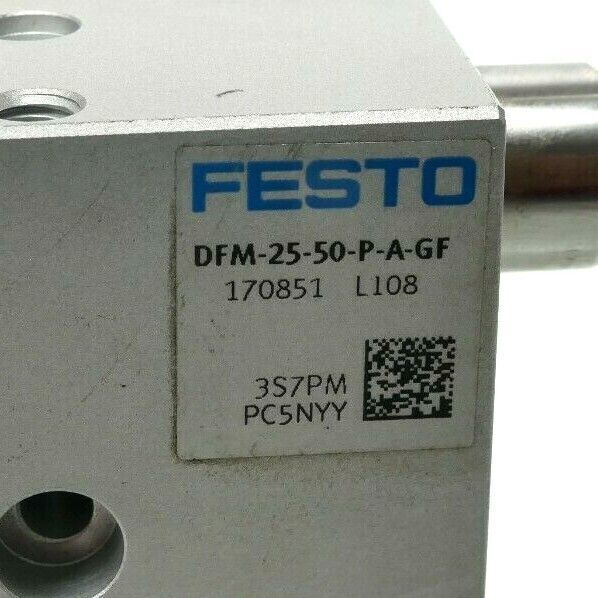 FESTO
DFM-25-50-P-A-GF
170851 L108
3S7PM
PC5NYY